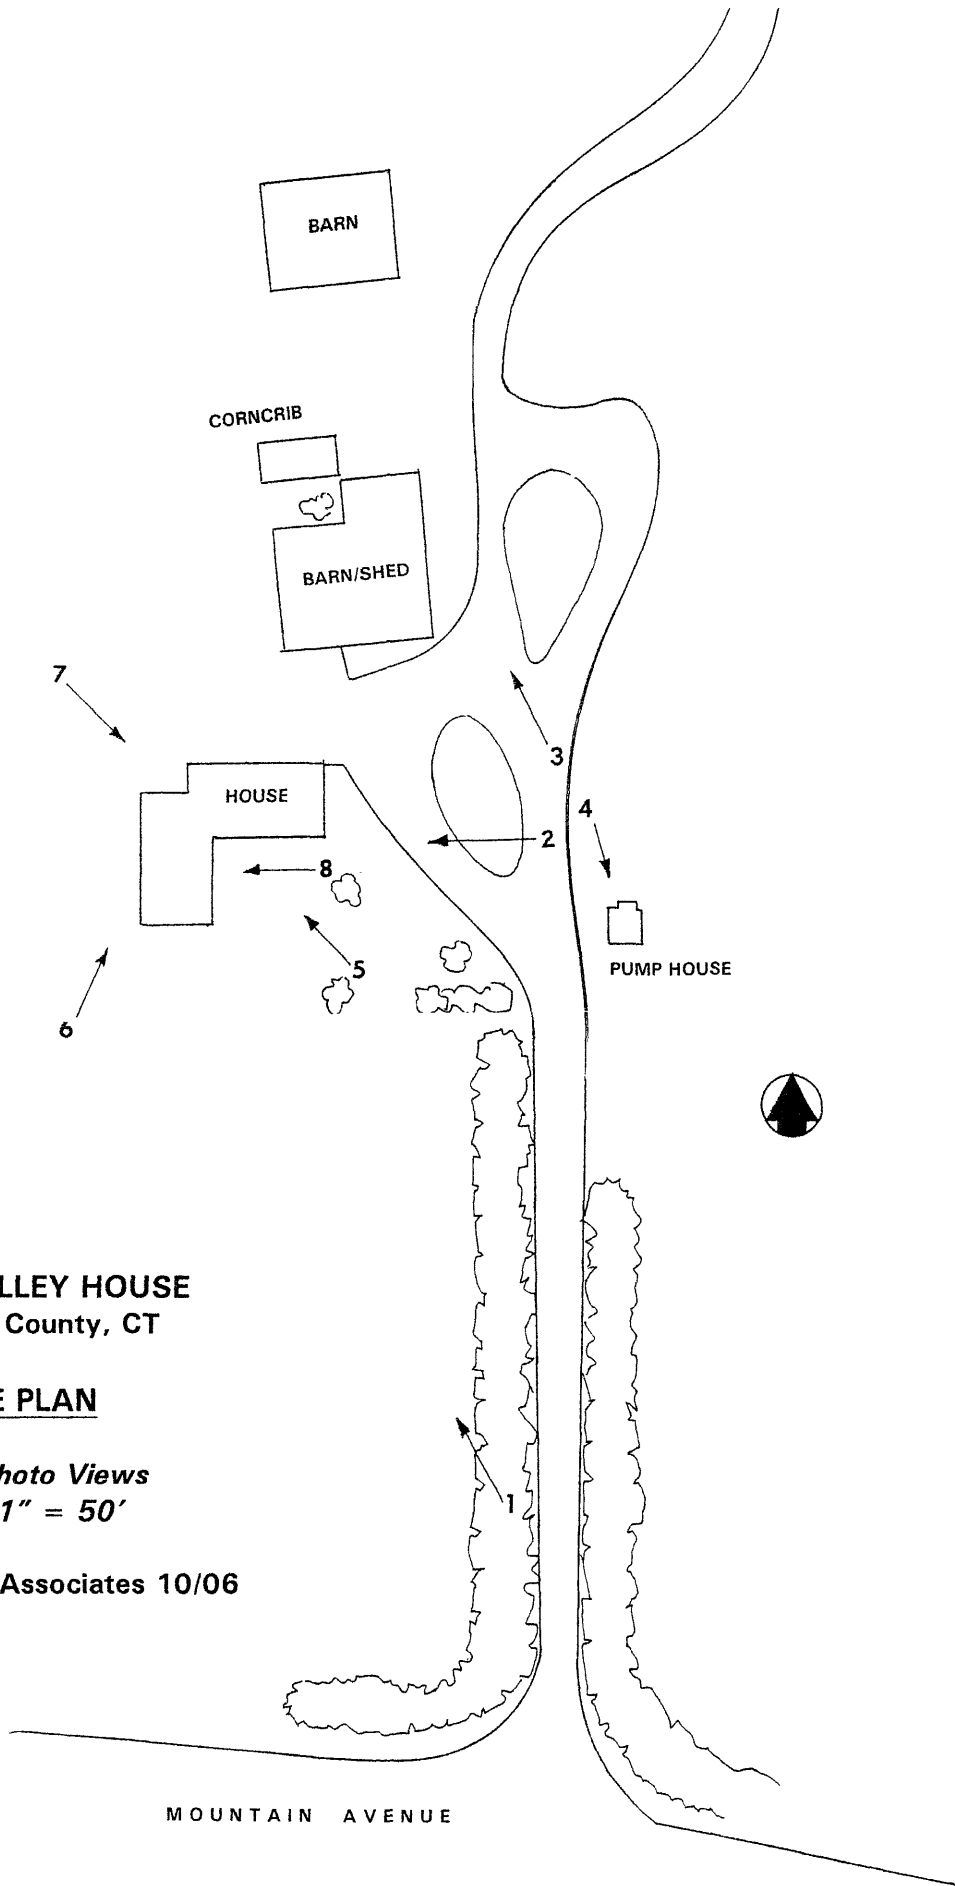 BARN
CORNCRIB
BARN/SHED
7
3
HOUSE
4
2
8
5
PUMP HOUSE
6
LLEY HOUSE
County, CT
E PLAN
hoto Views
1" = 50'
1
Associates 10/06
MOUNTAIN AVENUE